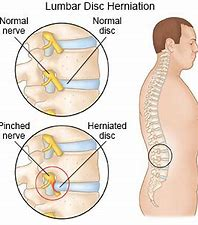 Lumbar Disc Herniation
Normal nerve
Normal disc
Pinched nerve
Herniated disc